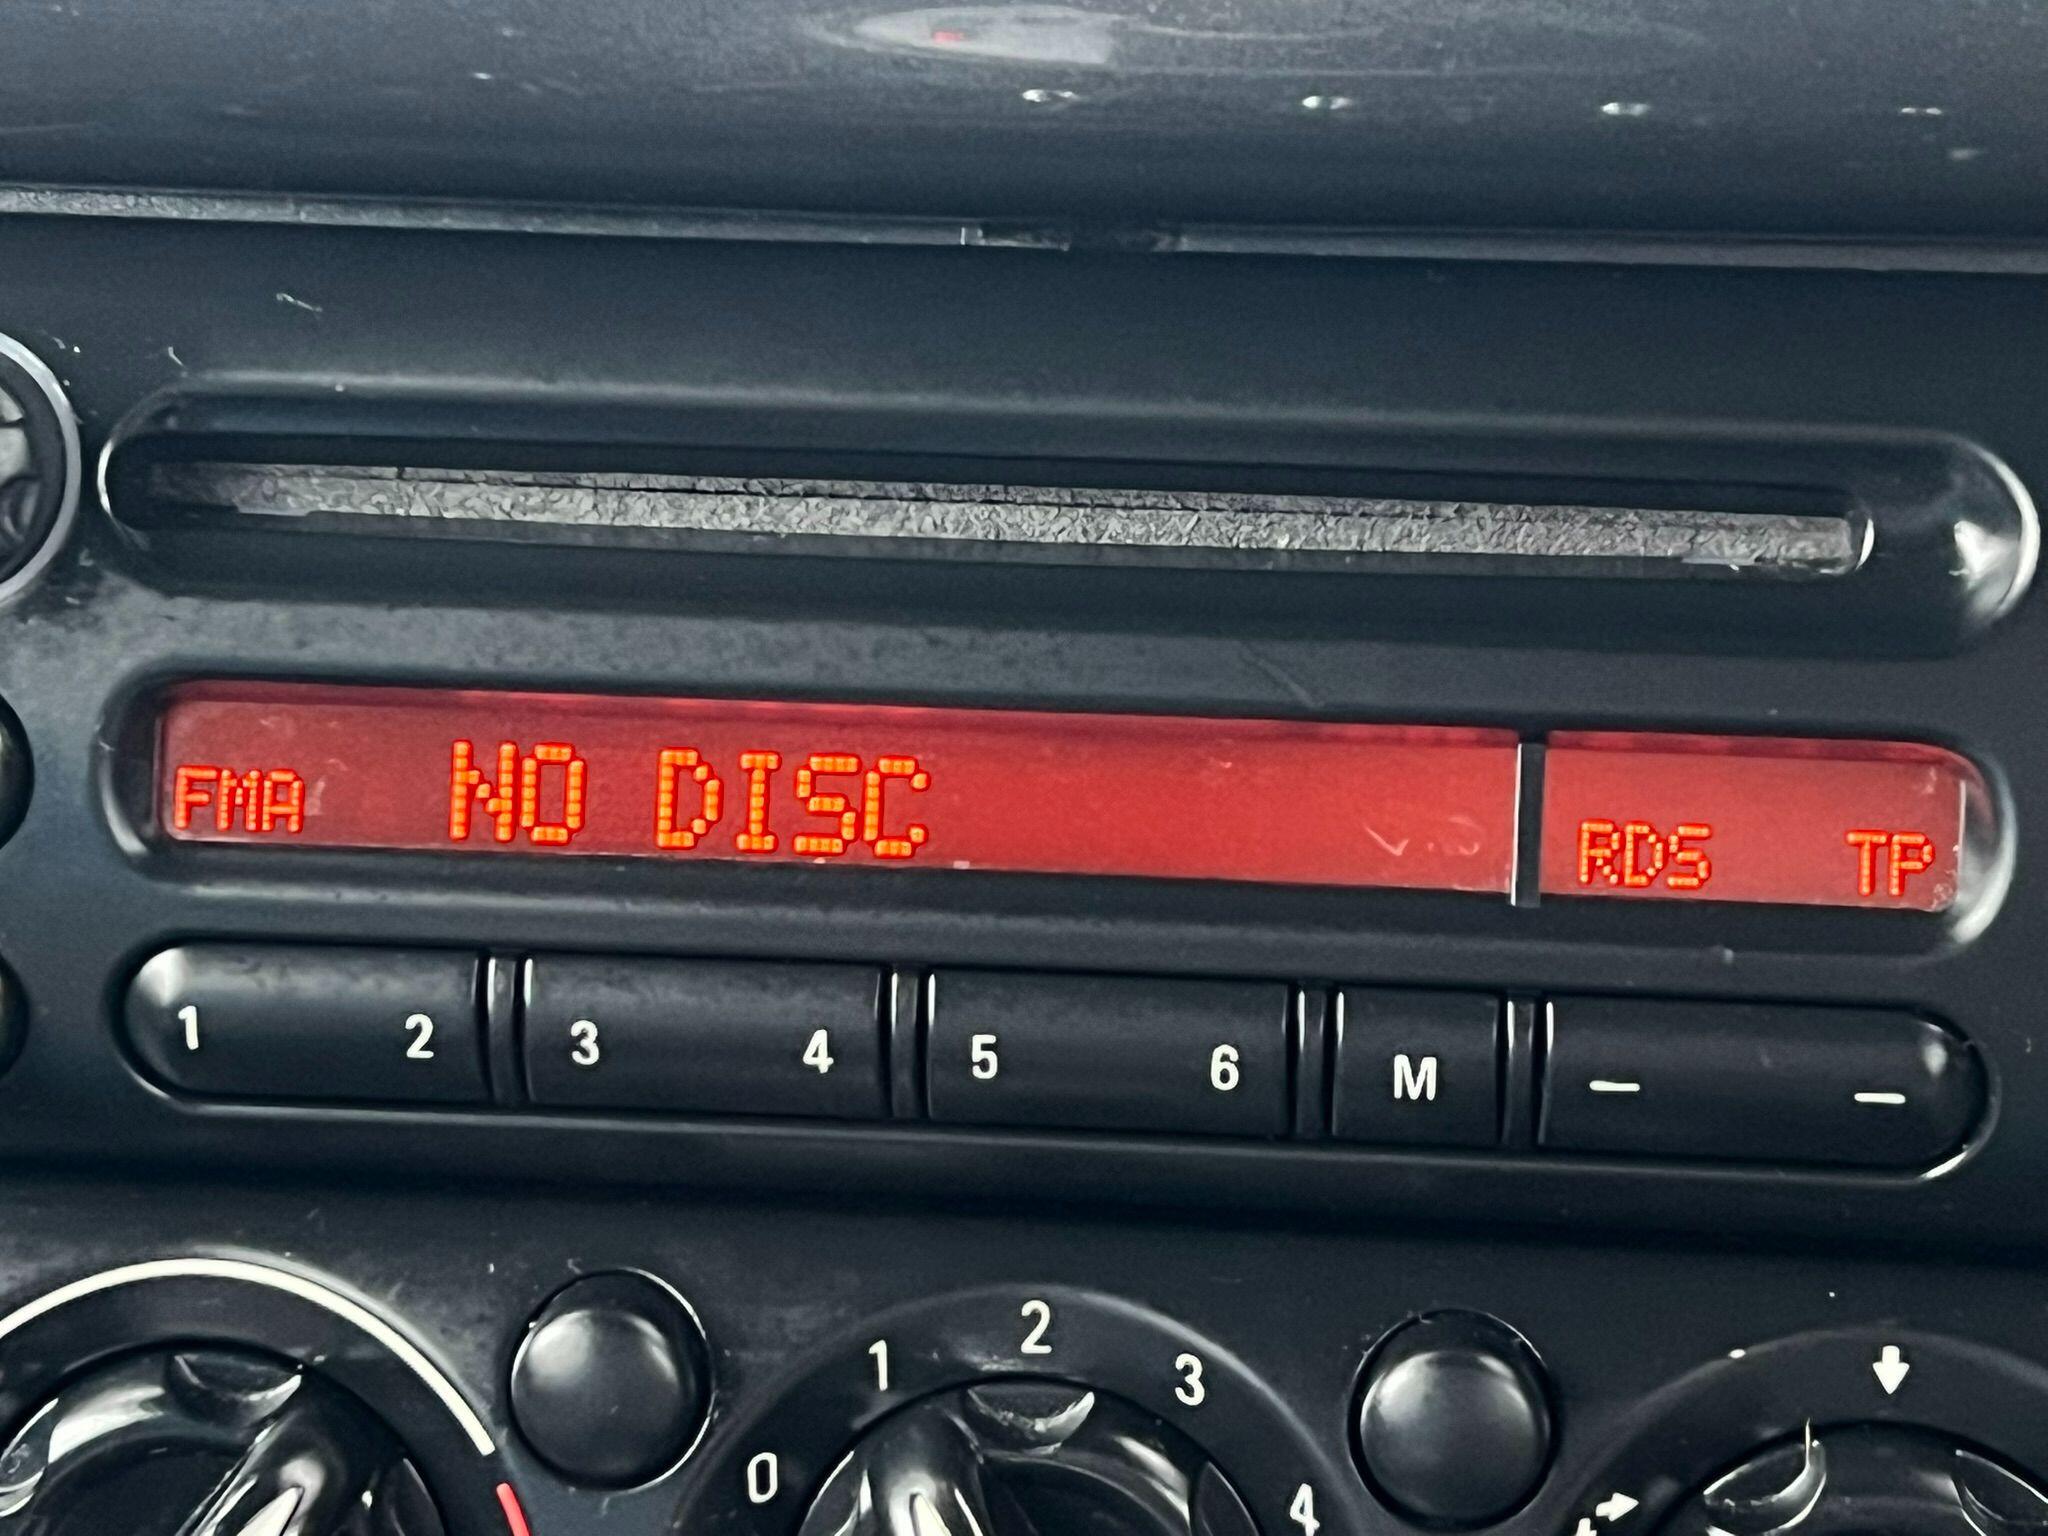 FMA NO DISC RDS TP
1 2 3 4 5 6 M — —
0 1 2 3 4